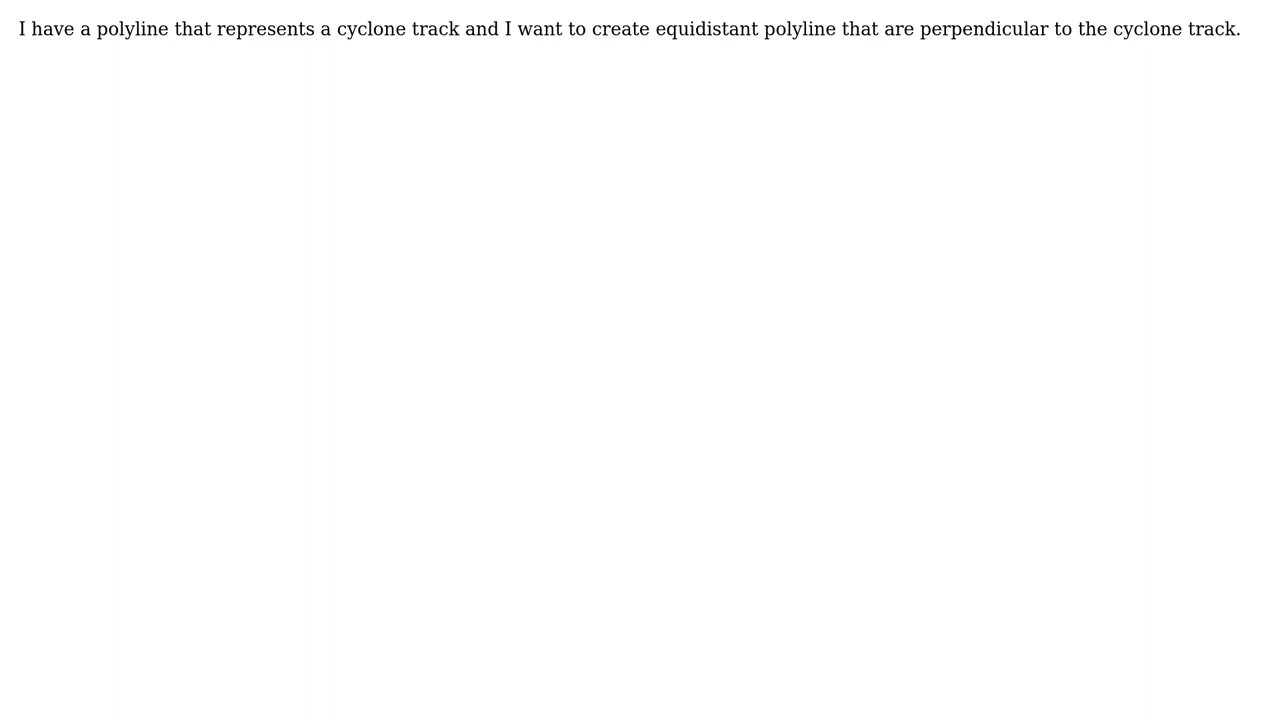 I have a polyline that represents a cyclone track and I want to create equidistant polyline that are perpendicular to the cyclone track.